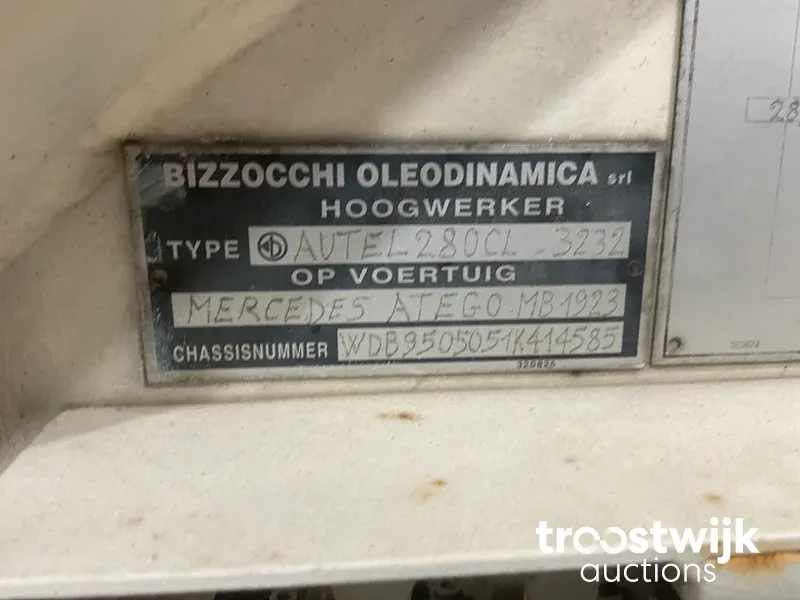 BIZZOCCHI OLEODINAMICA srl
HOOGWERKER
TYPE AUTEL 280CL 3232
OP VOERTUIG
MERCEDES ATEGO MB1923
CHASSISNUMMER WDB9505051K414585
320825
troostwijk
auctions